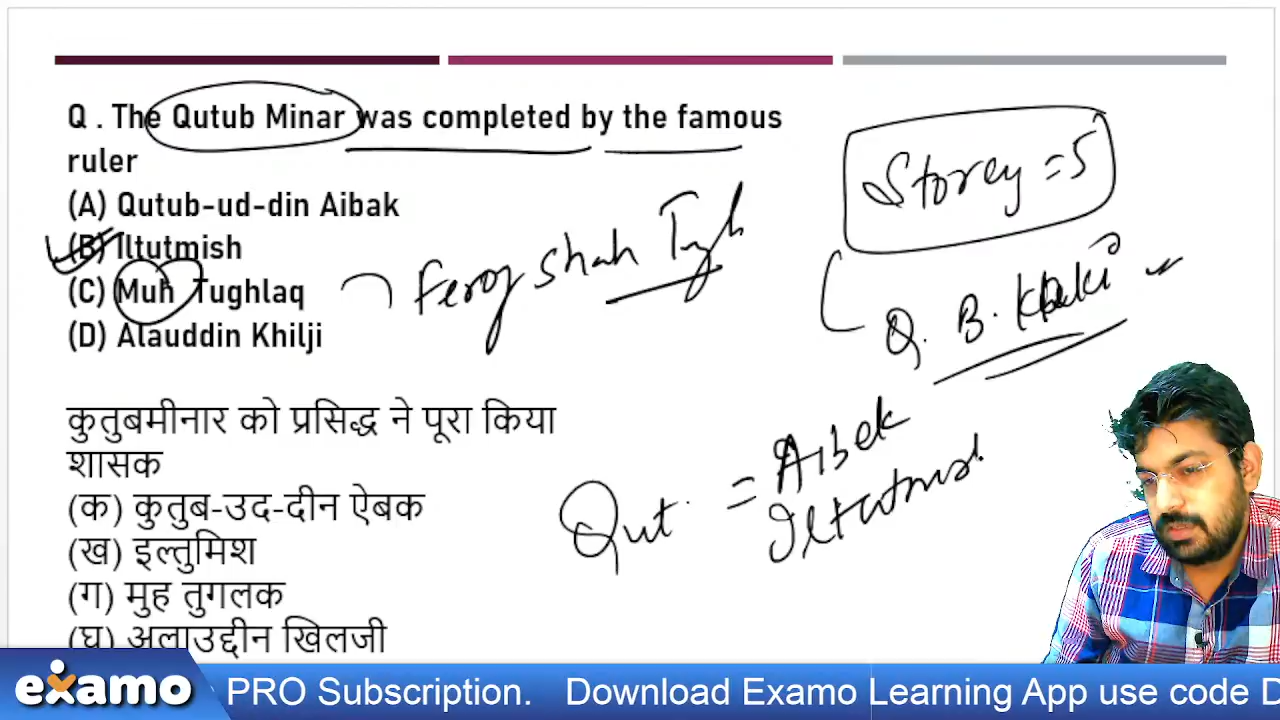 Q . The Qutub Minar was completed by the famous
ruler
(A) Qutub-ud-din Aibak
(B) Iltutmish
(C) Muh Tughlaq
(D) Alauddin Khilji
Storey = 5
Feroz Shah Tugh
Q. B. Kaki
Qut. = Aibek
Iltutmish
कुतुबमीनार को प्रसिद्ध ने पूरा किया
शासक
(क) कुतुब-उद-दीन ऐबक
(ख) इल्तुमिश
(ग) मुह तुगलक
(घ) अलाउद्दीन खिलजी
examo PRO Subscription. Download Examo Learning App use code D